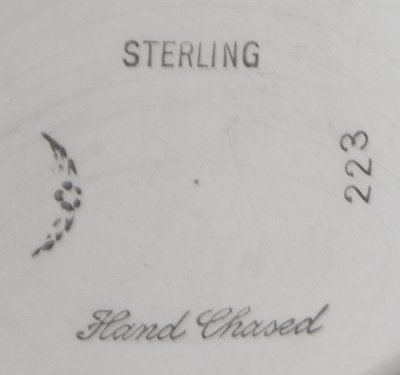 STERLING
223
Hand Chased